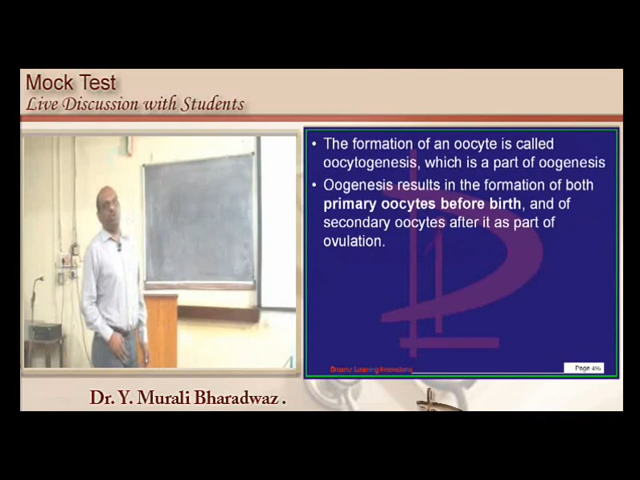 Mock Test
Live Discussion with Students
• The formation of an oocyte is called
oocytogenesis, which is a part of oogenesis
• Oogenesis results in the formation of both
primary oocytes before birth, and of
secondary oocytes after it as part of
ovulation.
Page
Dr. Y. Murali Bharadwaz .